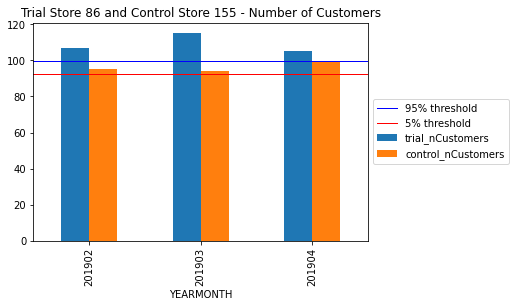 Trial Store 86 and Control Store 155 - Number of Customers
120
100
80
60
40
20
0
201902
201903
201904
YEARMONTH
95% threshold
5% threshold
trial_nCustomers
control_nCustomers